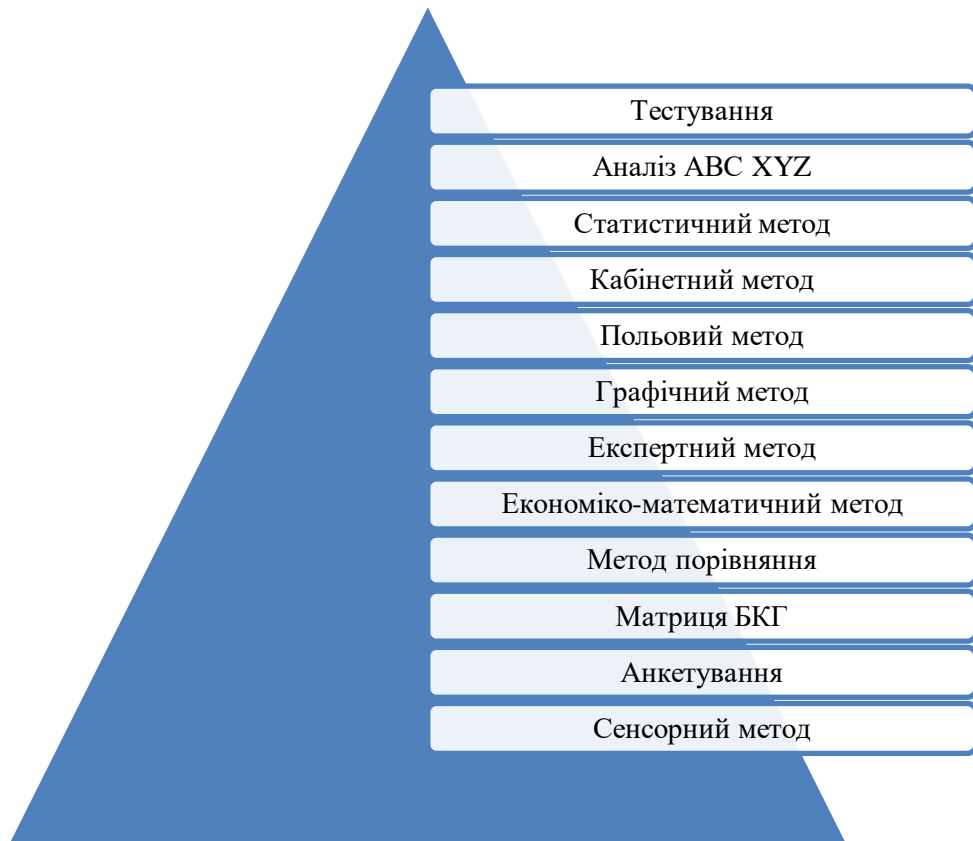 Тестування
Аналіз ABC XYZ
Статистичний метод
Кабінетний метод
Польовий метод
Графічний метод
Експертний метод
Економіко-математичний метод
Метод порівняння
Матриця БКГ
Анкетування
Сенсорний метод